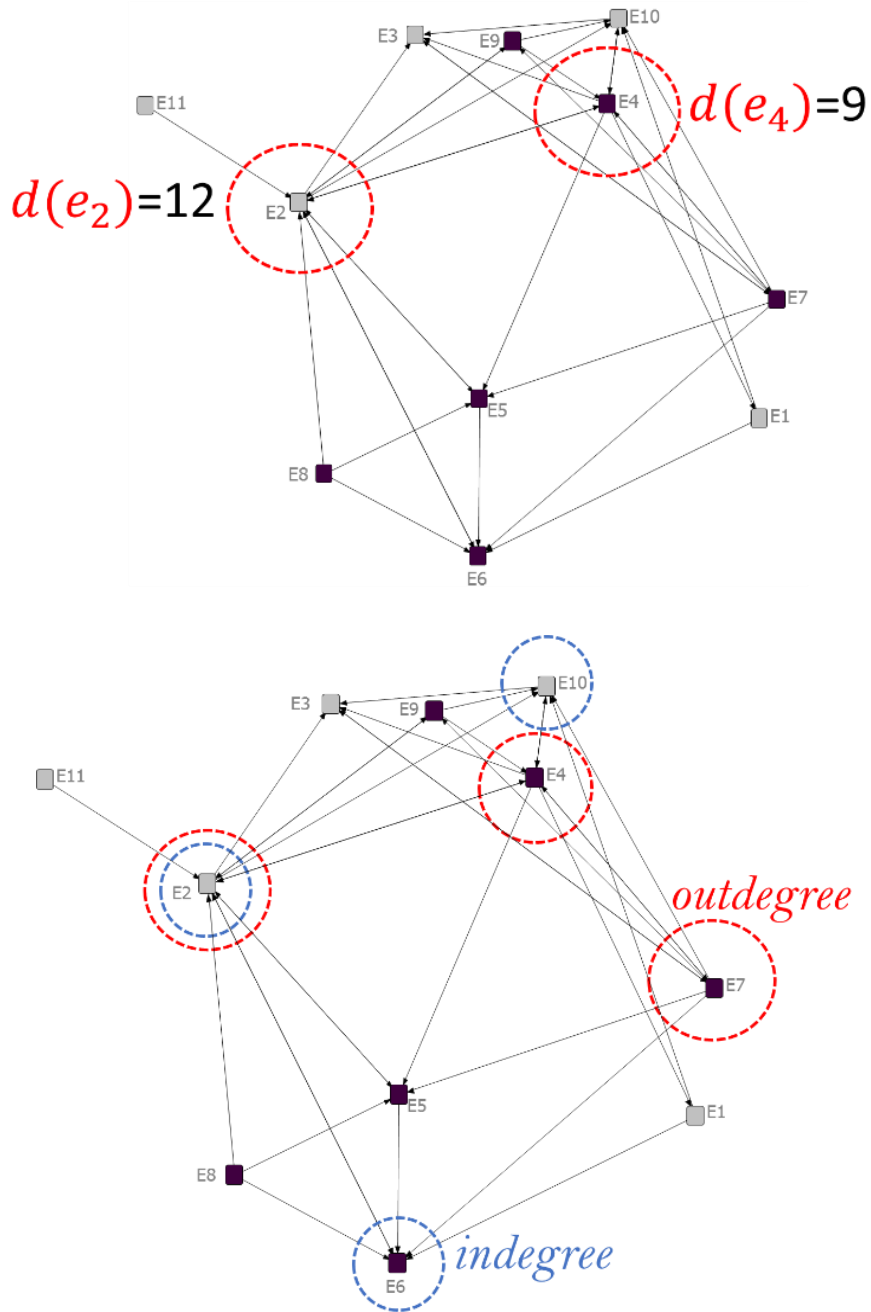 E10
E3
E9
E11
E4
d(e₄)=9
E2
d(e₂)=12
E7
E5
E1
E8
E6
E10
E3
E9
E11
E4
E2
outdegree
E7
E5
E1
E8
indegree
E6